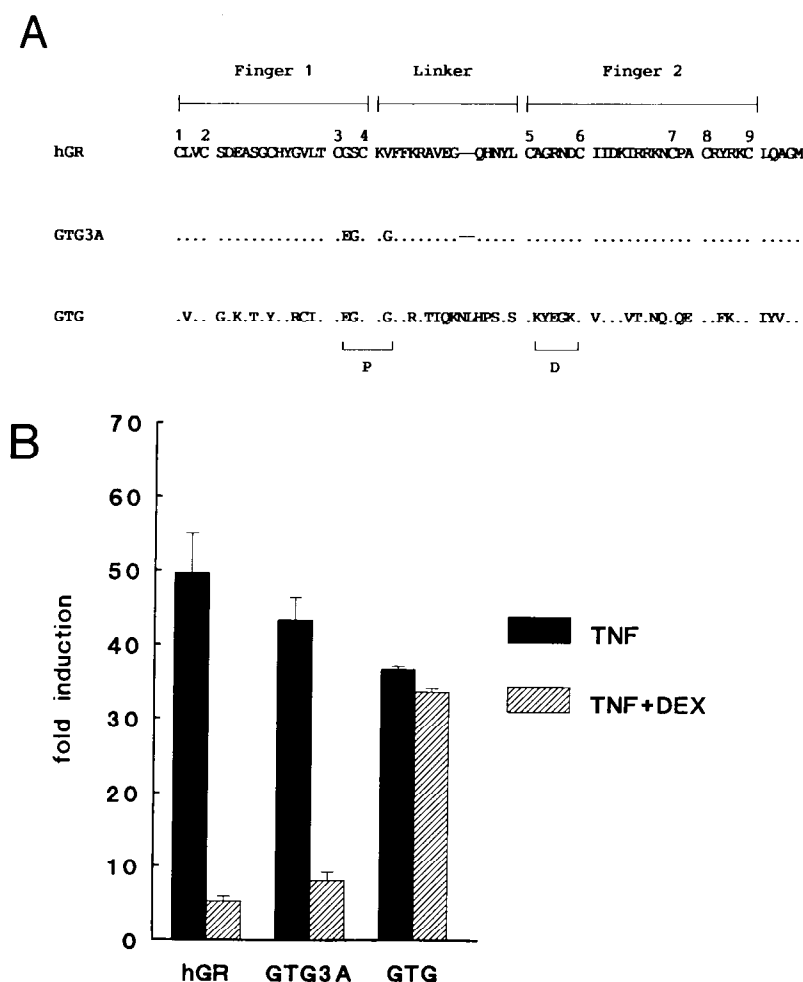 A
Finger 1 Linker Finger 2
1 2 3 4 5 6 7 8 9
hGR CLVC SDEASGCHYGVLT CGSC KVFFKRAVEG—QHNYL CAGRNDC IIDKIRRKNCPA CRYRKC LQAGM
GTG3A .... ............. .EG. .G........—..... ....... ............ ...... .....
GTG .V.. .G.K.T.Y..RCI. .EG. .G..R.TIQKNLHPS.S .KYEGK. V...VT.NQ.QE ..FK.. IYV..
P D
B
70
60
50
40
30
20
10
0
fold induction
TNF
TNF+DEX
hGR GTG3A GTG